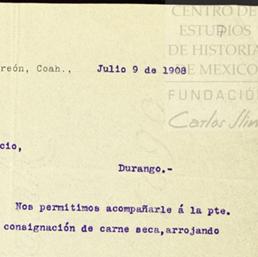 CENTRO DE
ESTUDIOS
DE HISTORIA
DE MEXICO
FUNDACIÓ
Carlos Slim
reón, Coah., Julio 9 de 1908
cio,
Durango.-
Nos permitimos acompañarle á la pte.
consignación de carne seca,arrojando